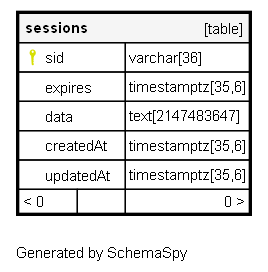 sessions [table]
sid varchar[36]
expires timestamptz[35,6]
data text[2147483647]
createdAt timestamptz[35,6]
updatedAt timestamptz[35,6]
< 0 0 >
Generated by SchemaSpy